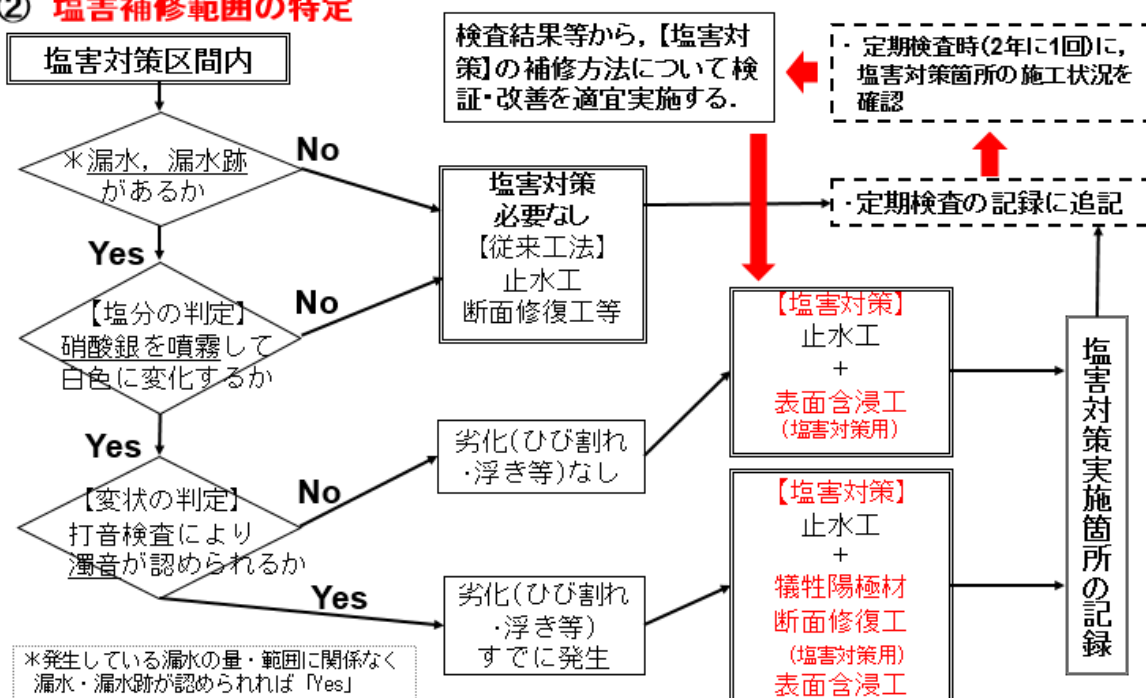 ② 塩害補修範囲の特定
塩害対策区間内
検査結果等から，【塩害対
策】の補修方法について検
証・改善を適宜実施する．
・定期検査時(2年に1回)に，
塩害対策箇所の施工状況を
確認
＊漏水，漏水跡
があるか
No
Yes
塩害対策
必要なし
【従来工法】
止水工
断面修復工等
・定期検査の記録に追記
【塩分の判定】
硝酸銀を噴霧して
白色に変化するか
No
Yes
【塩害対策】
止水工
+
表面含浸工
(塩害対策用)
塩害対策実施箇所の記録
【変状の判定】
打音検査により
濁音が認められるか
No
Yes
劣化(ひび割れ
・浮き等)なし
劣化(ひび割れ
・浮き等)
すでに発生
【塩害対策】
止水工
+
犠牲陽極材
断面修復工
(塩害対策用)
表面含浸工
＊発生している漏水の量・範囲に関係なく
漏水・漏水跡が認められれば「Yes」